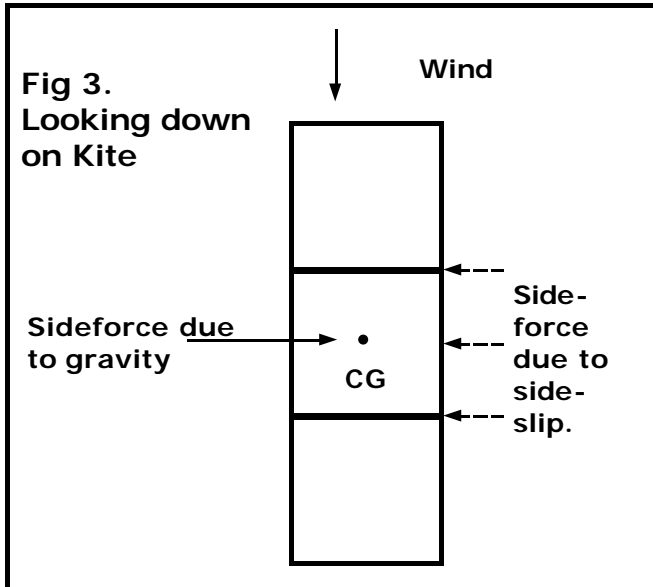 Fig 3.
Looking down
on Kite
Wind
Sideforce due
to gravity
CG
Side-
force
due to
side-
slip.